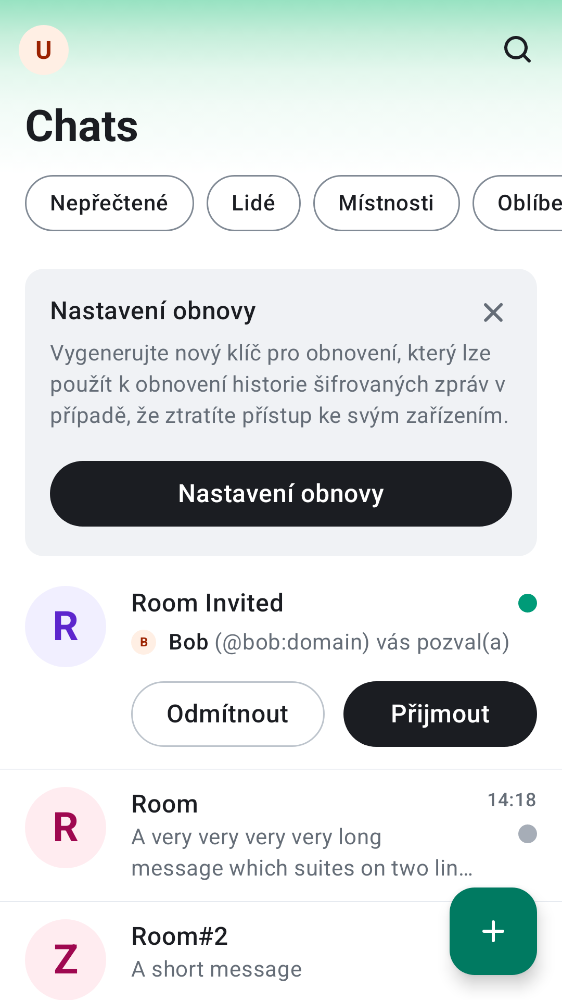 U
Chats
Nepřečtené
Lidé
Místnosti
Oblíbe
Nastavení obnovy
Vygenerujte nový klíč pro obnovení, který lze
použít k obnovení historie šifrovaných zpráv v
případě, že ztratíte přístup ke svým zařízením.
Nastavení obnovy
R
Room Invited
B Bob (@bob:domain) vás pozval(a)
Odmítnout
Přijmout
R
Room
14:18
A very very very very long
message which suites on two lin…
Z
Room#2
A short message